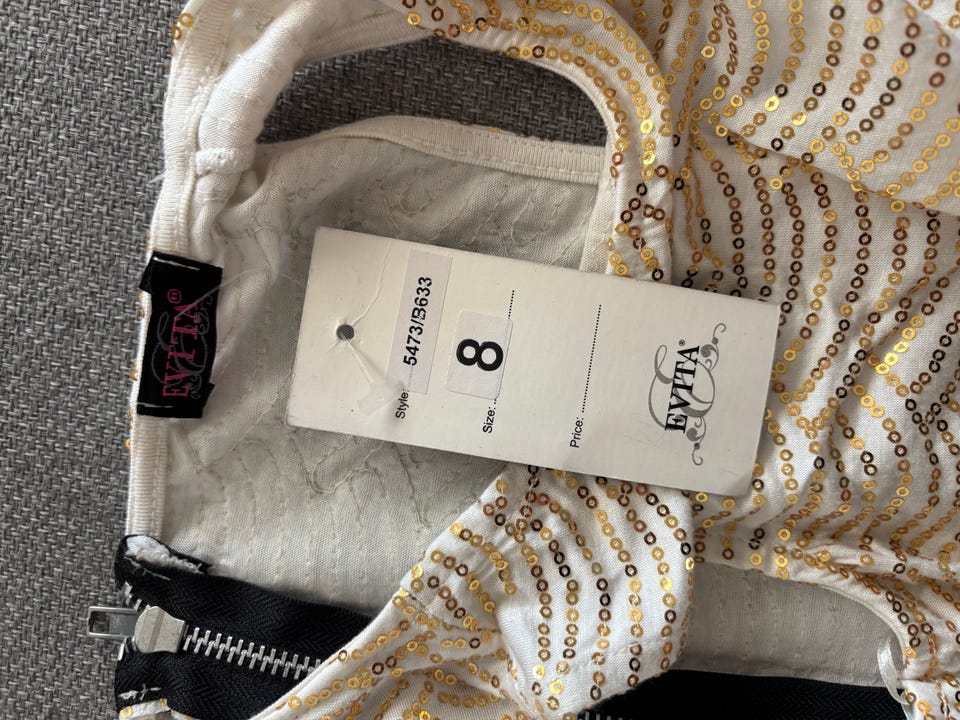 EVITA®
Style: 5473/B633
Size: 8
Price:
EVITA®